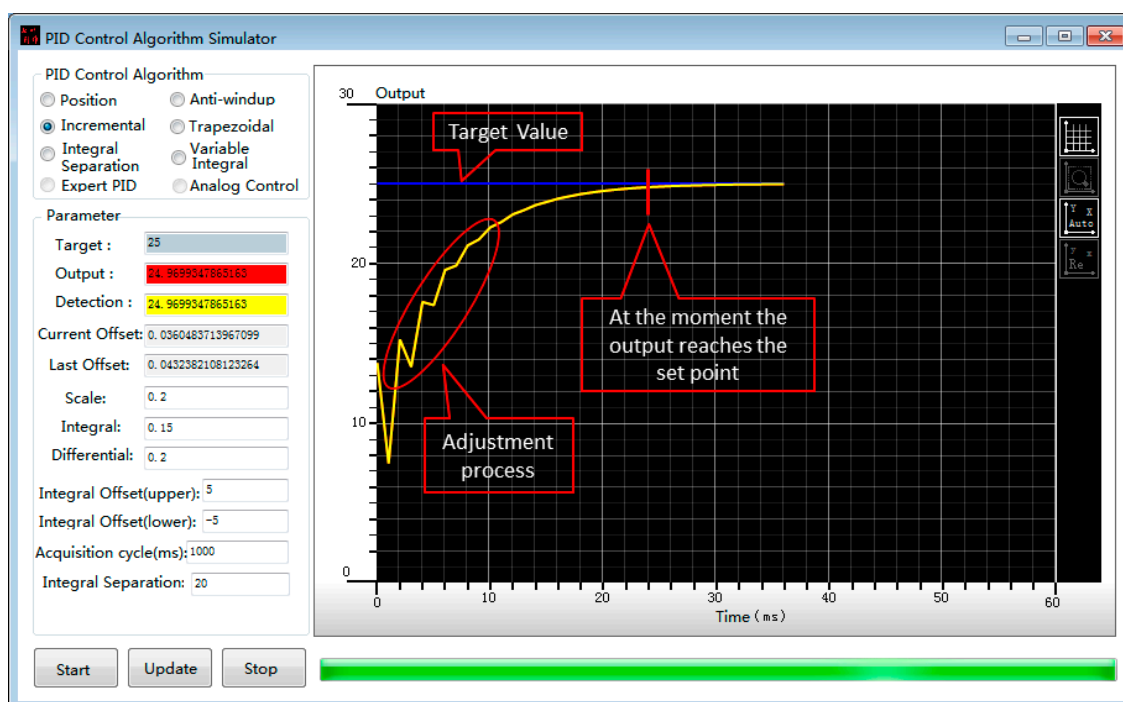 PID Control Algorithm Simulator
PID Control Algorithm
Position
Anti-windup
Incremental
Trapezoidal
Integral
Separation
Variable
Integral
Expert PID
Analog Control
Parameter
Target : 25
Output : 24.9699347865163
Detection : 24.9699347865163
Current Offset: 0.0360483713967099
Last Offset: 0.0432382108123264
Scale: 0.2
Integral: 0.15
Differential: 0.2
Integral Offset(upper): 5
Integral Offset(lower): -5
Acquisition cycle(ms): 1000
Integral Separation: 20
Start
Update
Stop
30
Output
Target Value
20
At the moment the
output reaches the
set point
10
Adjustment
process
0
0
10
20
30
40
50
60
Time (ms)
Y X
Auto
Y X
Re